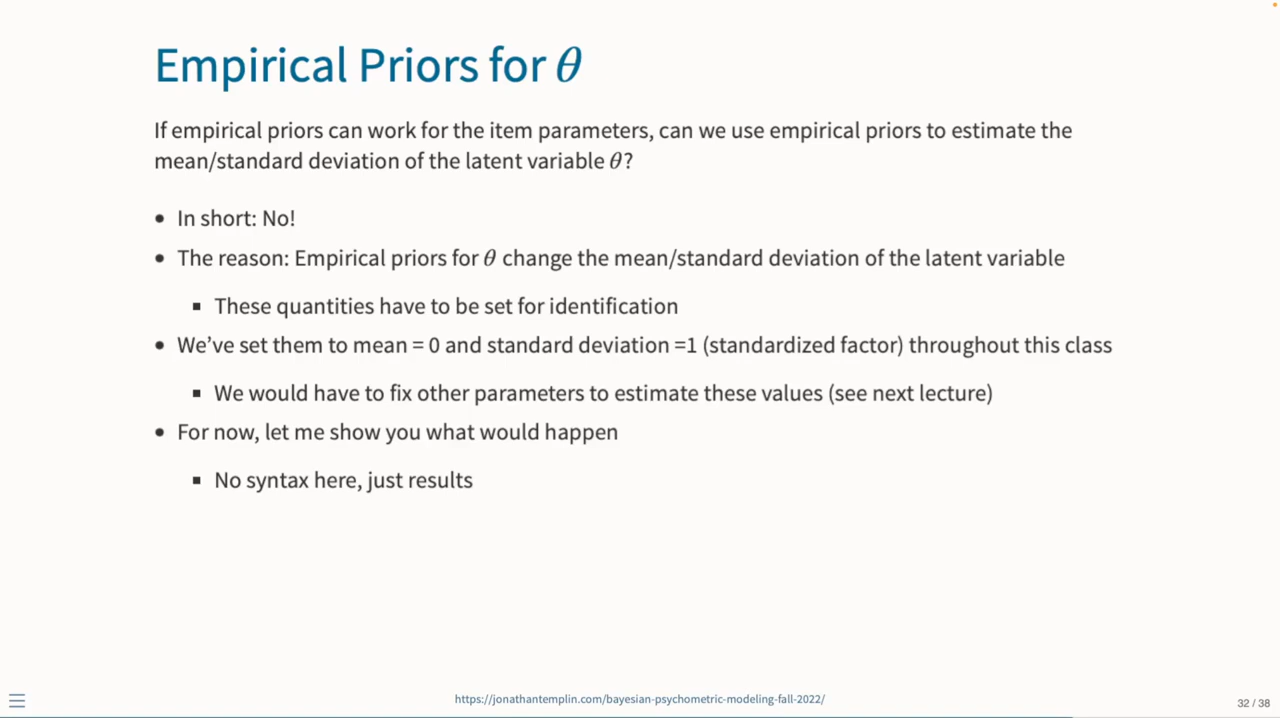 Empirical Priors for θ
If empirical priors can work for the item parameters, can we use empirical priors to estimate the
mean/standard deviation of the latent variable θ?
• In short: No!
• The reason: Empirical priors for θ change the mean/standard deviation of the latent variable
▪ These quantities have to be set for identification
• We’ve set them to mean = 0 and standard deviation =1 (standardized factor) throughout this class
▪ We would have to fix other parameters to estimate these values (see next lecture)
• For now, let me show you what would happen
▪ No syntax here, just results
https://jonathantemplin.com/bayesian-psychometric-modeling-fall-2022/
32 / 38